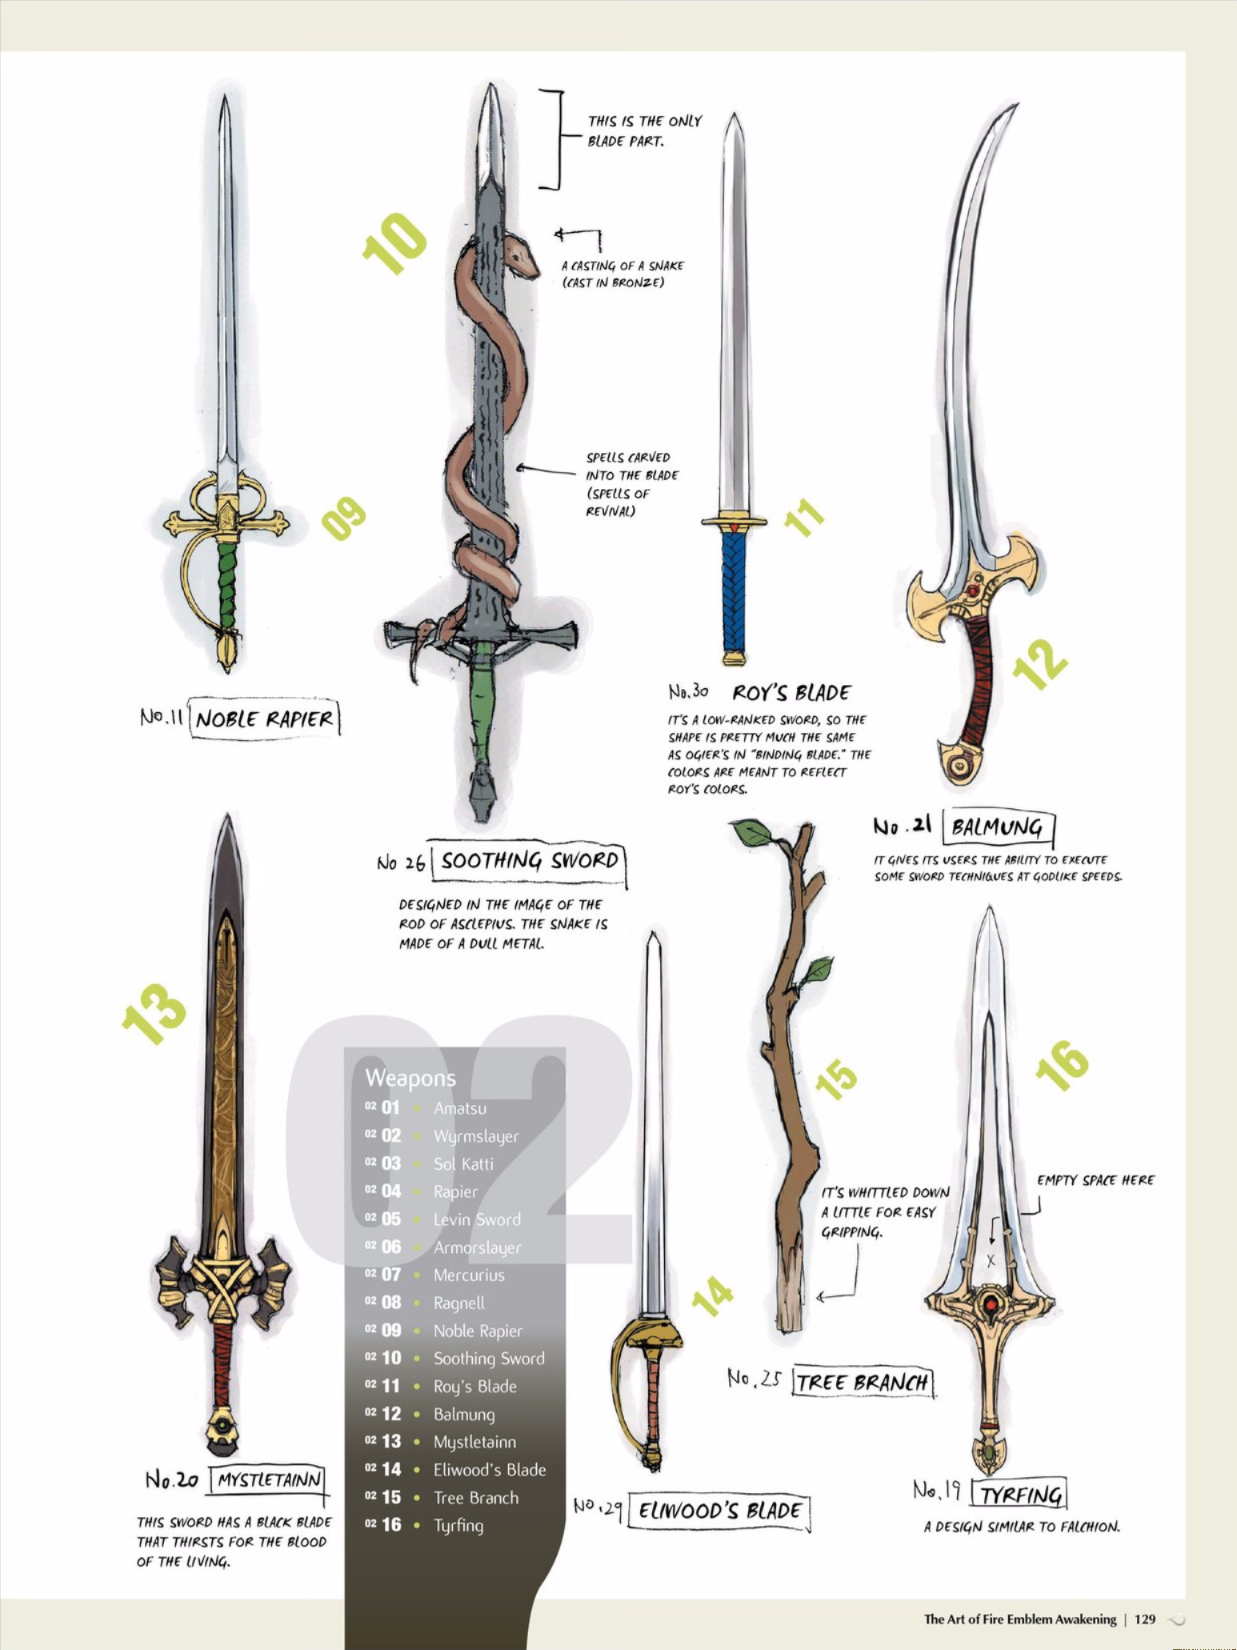 THIS IS THE ONLY
BLADE PART.
10
A CASTING OF A SNAKE
(CAST IN BRONZE)
SPELLS CARVED
INTO THE BLADE
(SPELLS OF
REVIVAL)
09
11
12
No.11 NOBLE RAPIER
No.30 ROY'S BLADE
IT'S A LOW-RANKED SWORD, SO THE
SHAPE IS PRETTY MUCH THE SAME
AS OGIER'S IN "BINDING BLADE." THE
COLORS ARE MEANT TO REFLECT
ROY'S COLORS.
No.21 BALMUNG
IT GIVES ITS USERS THE ABILITY TO EXECUTE
SOME SWORD TECHNIQUES AT GODLIKE SPEEDS.
No 26 SOOTHING SWORD
DESIGNED IN THE IMAGE OF THE
ROD OF ASCLEPIUS. THE SNAKE IS
MADE OF A DULL METAL.
13
15
16
EMPTY SPACE HERE
X
IT'S WHITTLED DOWN
A LITTLE FOR EASY
GRIPPING.
14
02
Weapons
02 01 • Amatsu
02 02 • Wyrmslayer
02 03 • Sol Katti
02 04 • Rapier
02 05 • Levin Sword
02 06 • Armorslayer
02 07 • Mercurius
02 08 • Ragnell
02 09 • Noble Rapier
02 10 • Soothing Sword
02 11 • Roy's Blade
02 12 • Balmung
02 13 • Mystletainn
02 14 • Eliwood's Blade
02 15 • Tree Branch
02 16 • Tyrfing
No.25 TREE BRANCH
No.20 MYSTLETAINN
THIS SWORD HAS A BLACK BLADE
THAT THIRSTS FOR THE BLOOD
OF THE LIVING.
No.29 ELIWOOD'S BLADE
No.19 TYRFING
A DESIGN SIMILAR TO FALCHION.
The Art of Fire Emblem Awakening | 129